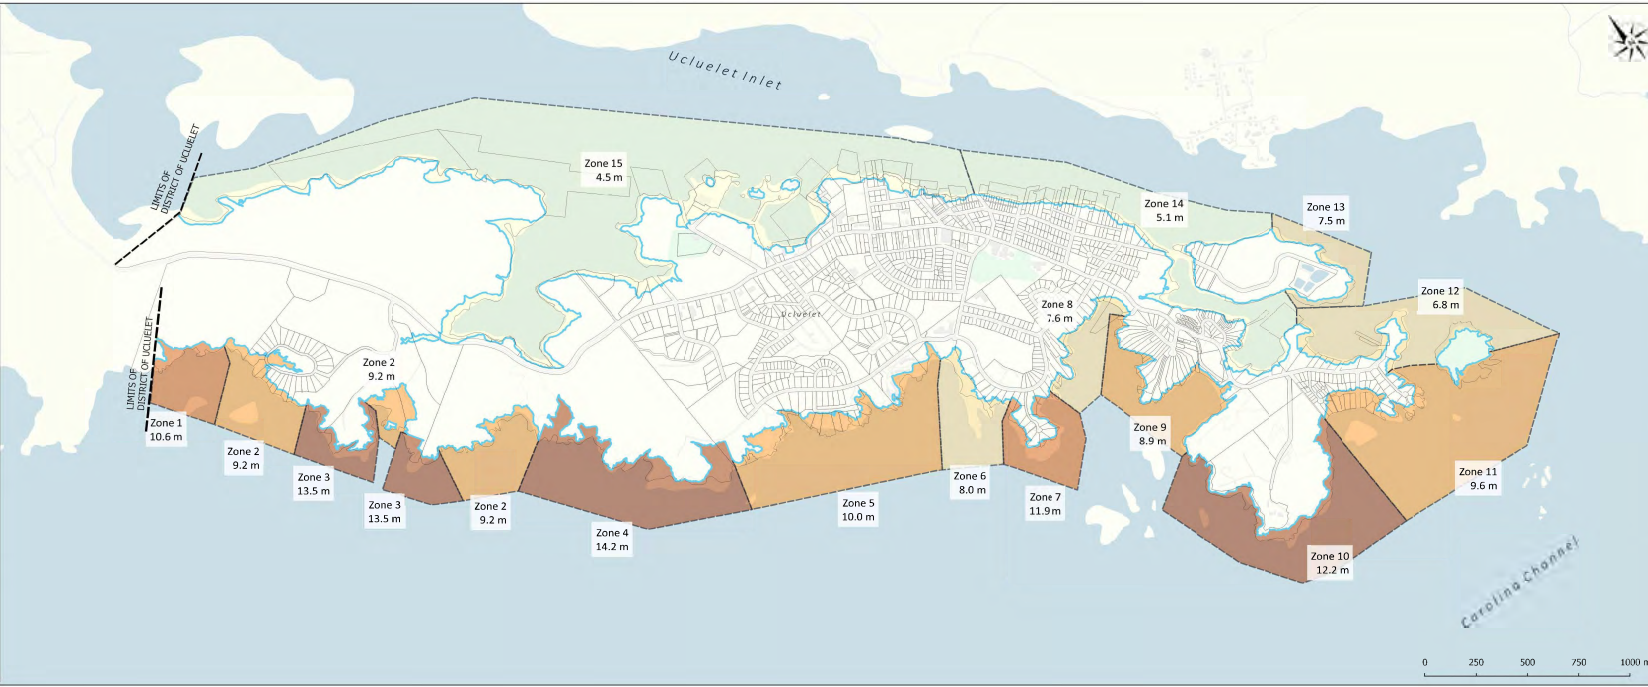 Ucluelet Inlet
LIMITS OF
DISTRICT OF UCLUELET
Zone 15
4.5 m
Zone 14
5.1 m
Zone 13
7.5 m
Zone 12
6.8 m
Zone 8
7.6 m
Ucluelet
LIMITS OF
DISTRICT OF UCLUELET
Zone 2
9.2 m
Zone 1
10.6 m
Zone 2
9.2 m
Zone 3
13.5 m
Zone 3
13.5 m
Zone 2
9.2 m
Zone 4
14.2 m
Zone 5
10.0 m
Zone 6
8.0 m
Zone 7
11.9 m
Zone 9
8.9 m
Zone 11
9.6 m
Zone 10
12.2 m
Carolina Channel
0 250 500 750 1000 m